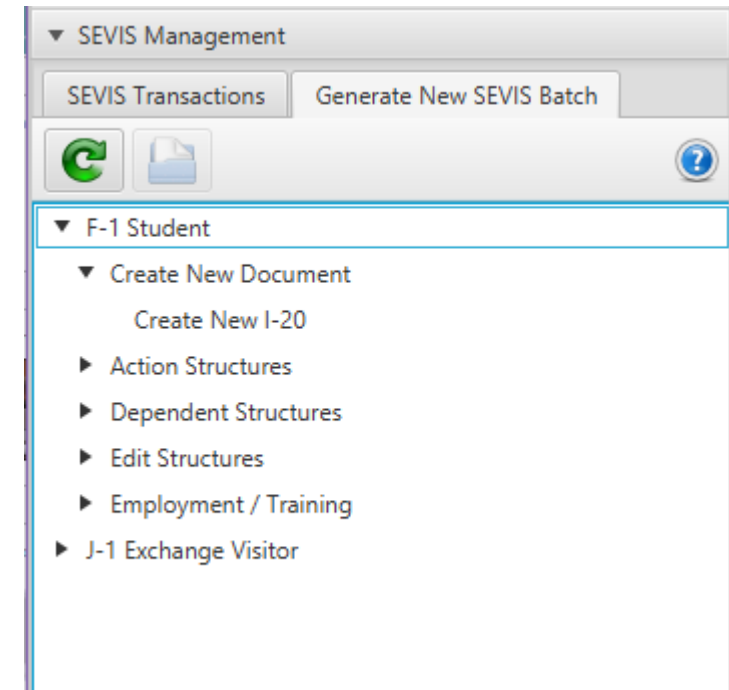 SEVIS Management
SEVIS Transactions Generate New SEVIS Batch
F-1 Student
Create New Document
Create New I-20
Action Structures
Dependent Structures
Edit Structures
Employment / Training
J-1 Exchange Visitor